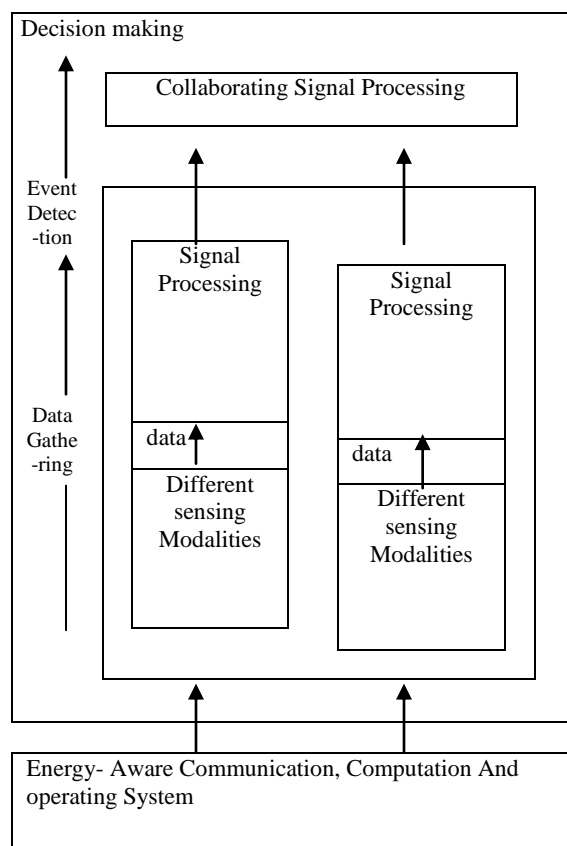 Decision making
Collaborating Signal Processing
Event
Detec
-tion
Signal
Processing
Signal
Processing
Data
Gathe
-ring
data
data
Different
sensing
Modalities
Different
sensing
Modalities
Energy- Aware Communication, Computation And
operating System